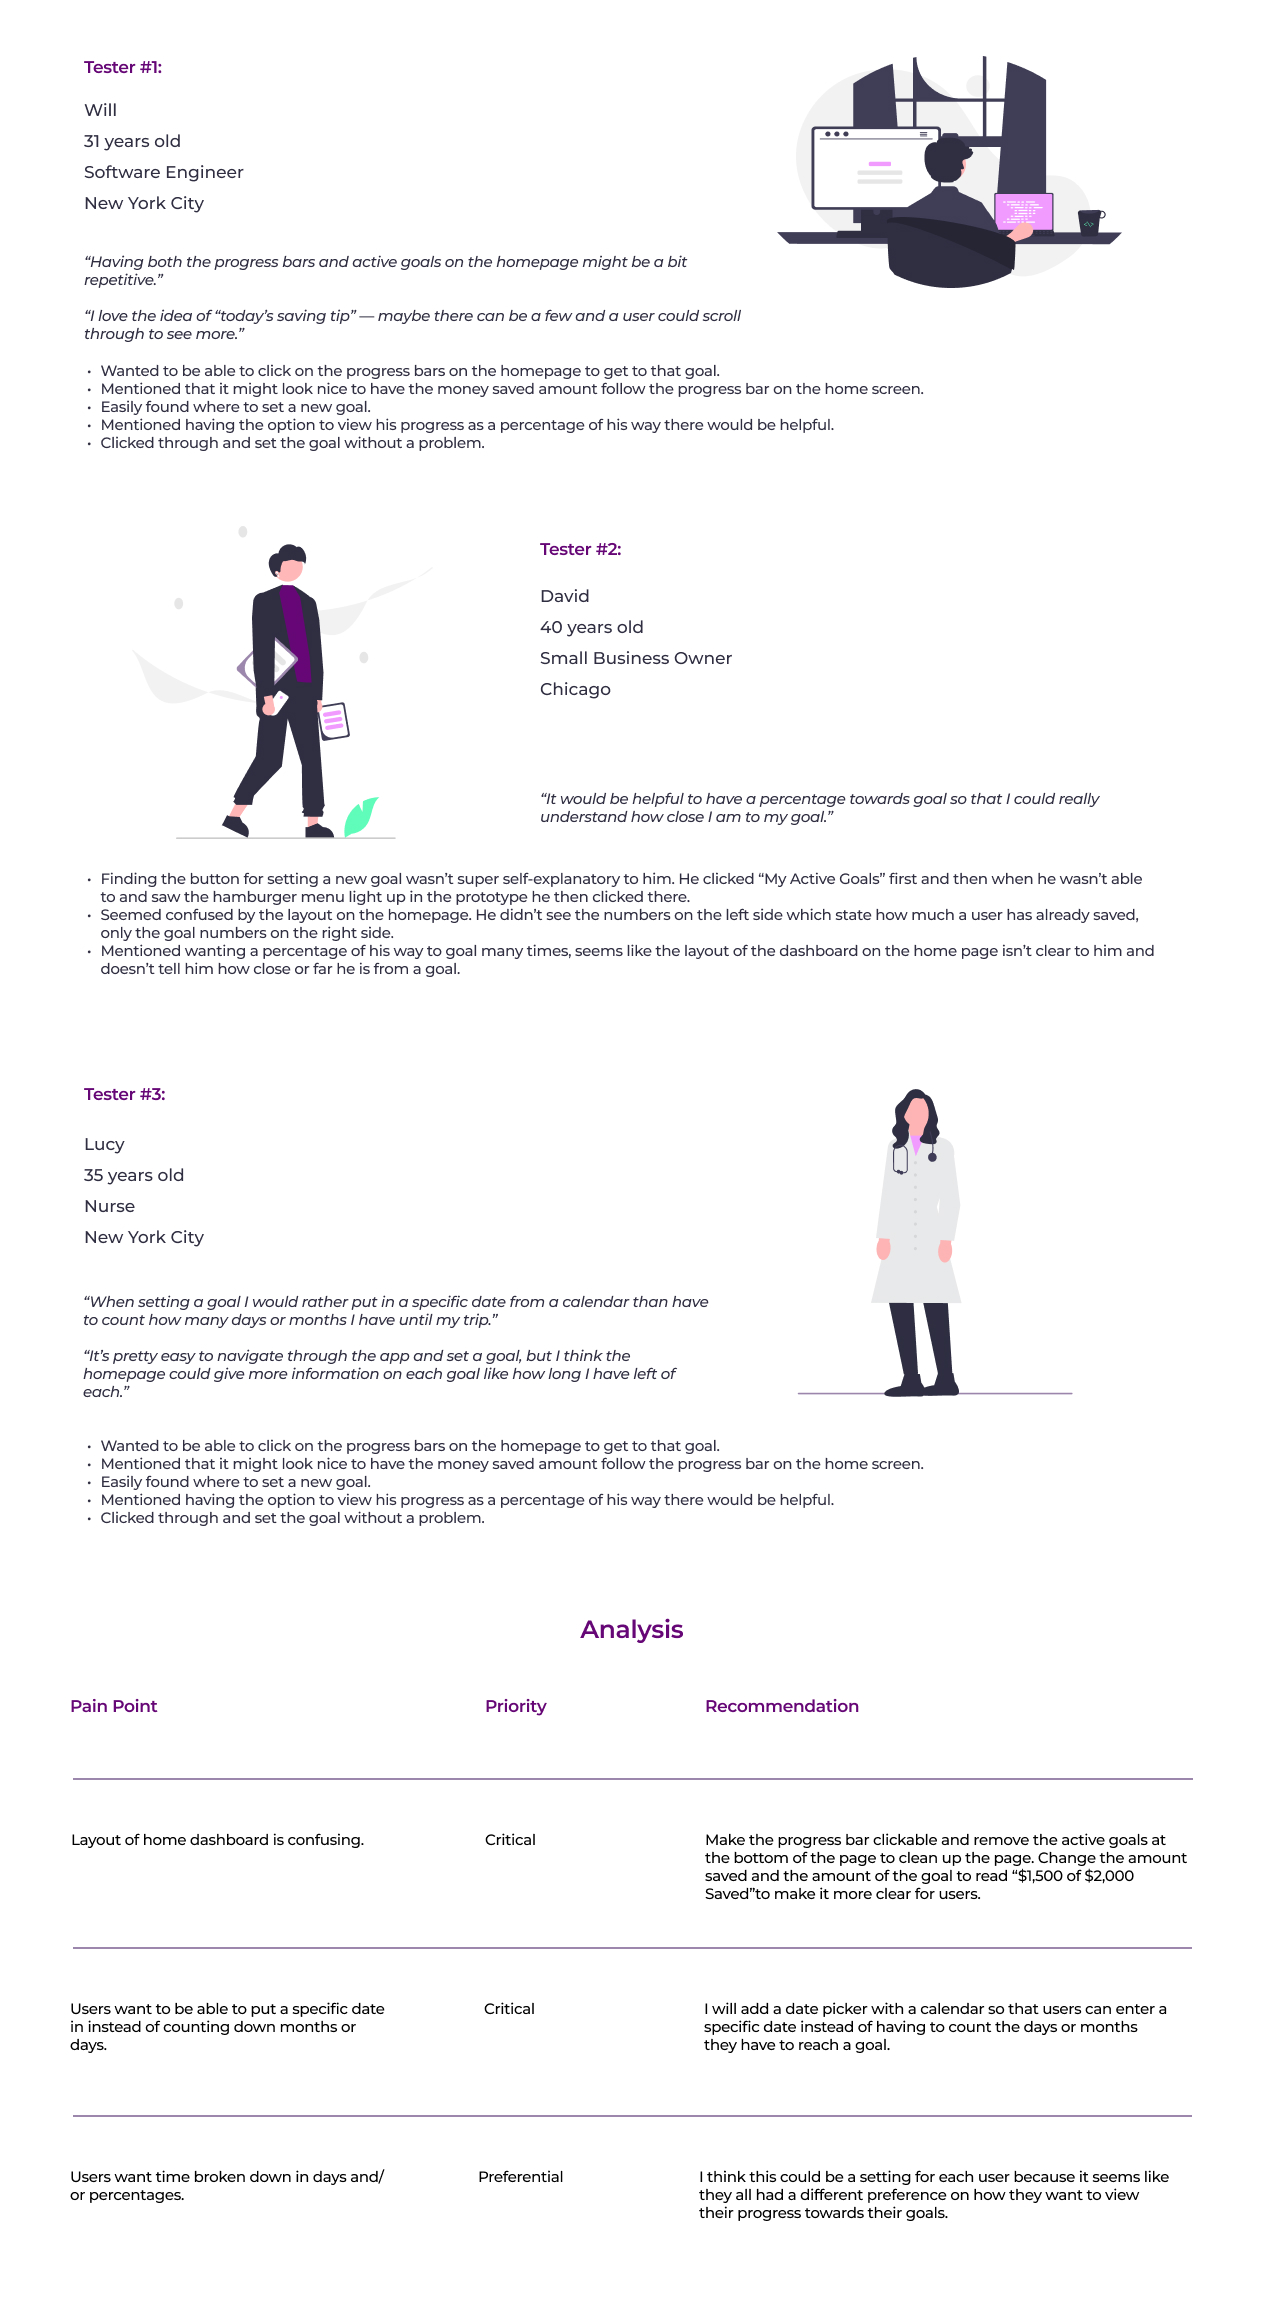 Tester #1:
Will
31 years old
Software Engineer
New York City
“Having both the progress bars and active goals on the homepage might be a bit
repetitive.”
“I love the idea of “today’s saving tip” — maybe there can be a few and a user could scroll
through to see more.”
• Wanted to be able to click on the progress bars on the homepage to get to that goal.
• Mentioned that it might look nice to have the money saved amount follow the progress bar on the home screen.
• Easily found where to set a new goal.
• Mentioned having the option to view his progress as a percentage of his way there would be helpful.
• Clicked through and set the goal without a problem.
Tester #2:
David
40 years old
Small Business Owner
Chicago
“It would be helpful to have a percentage towards goal so that I could really
understand how close I am to my goal.”
• Finding the button for setting a new goal wasn’t super self-explanatory to him. He clicked “My Active Goals” first and then when he wasn’t able
to and saw the hamburger menu light up in the prototype he then clicked there.
• Seemed confused by the layout on the homepage. He didn’t see the numbers on the left side which state how much a user has already saved,
only the goal numbers on the right side.
• Mentioned wanting a percentage of his way to goal many times, seems like the layout of the dashboard on the home page isn’t clear to him and
doesn’t tell him how close or far he is from a goal.
Tester #3:
Lucy
35 years old
Nurse
New York City
“When setting a goal I would rather put in a specific date from a calendar than have
to count how many days or months I have until my trip.”
“It’s pretty easy to navigate through the app and set a goal, but I think the
homepage could give more information on each goal like how long I have left of
each.”
• Wanted to be able to click on the progress bars on the homepage to get to that goal.
• Mentioned that it might look nice to have the money saved amount follow the progress bar on the home screen.
• Easily found where to set a new goal.
• Mentioned having the option to view his progress as a percentage of his way there would be helpful.
• Clicked through and set the goal without a problem.
Analysis
Pain Point
Priority
Recommendation
Layout of home dashboard is confusing.
Critical
Make the progress bar clickable and remove the active goals at
the bottom of the page to clean up the page. Change the amount
saved and the amount of the goal to read “$1,500 of $2,000
Saved”to make it more clear for users.
Users want to be able to put a specific date
in instead of counting down months or
days.
Critical
I will add a date picker with a calendar so that users can enter a
specific date instead of having to count the days or months
they have to reach a goal.
Users want time broken down in days and/
or percentages.
Preferential
I think this could be a setting for each user because it seems like
they all had a different preference on how they want to view
their progress towards their goals.